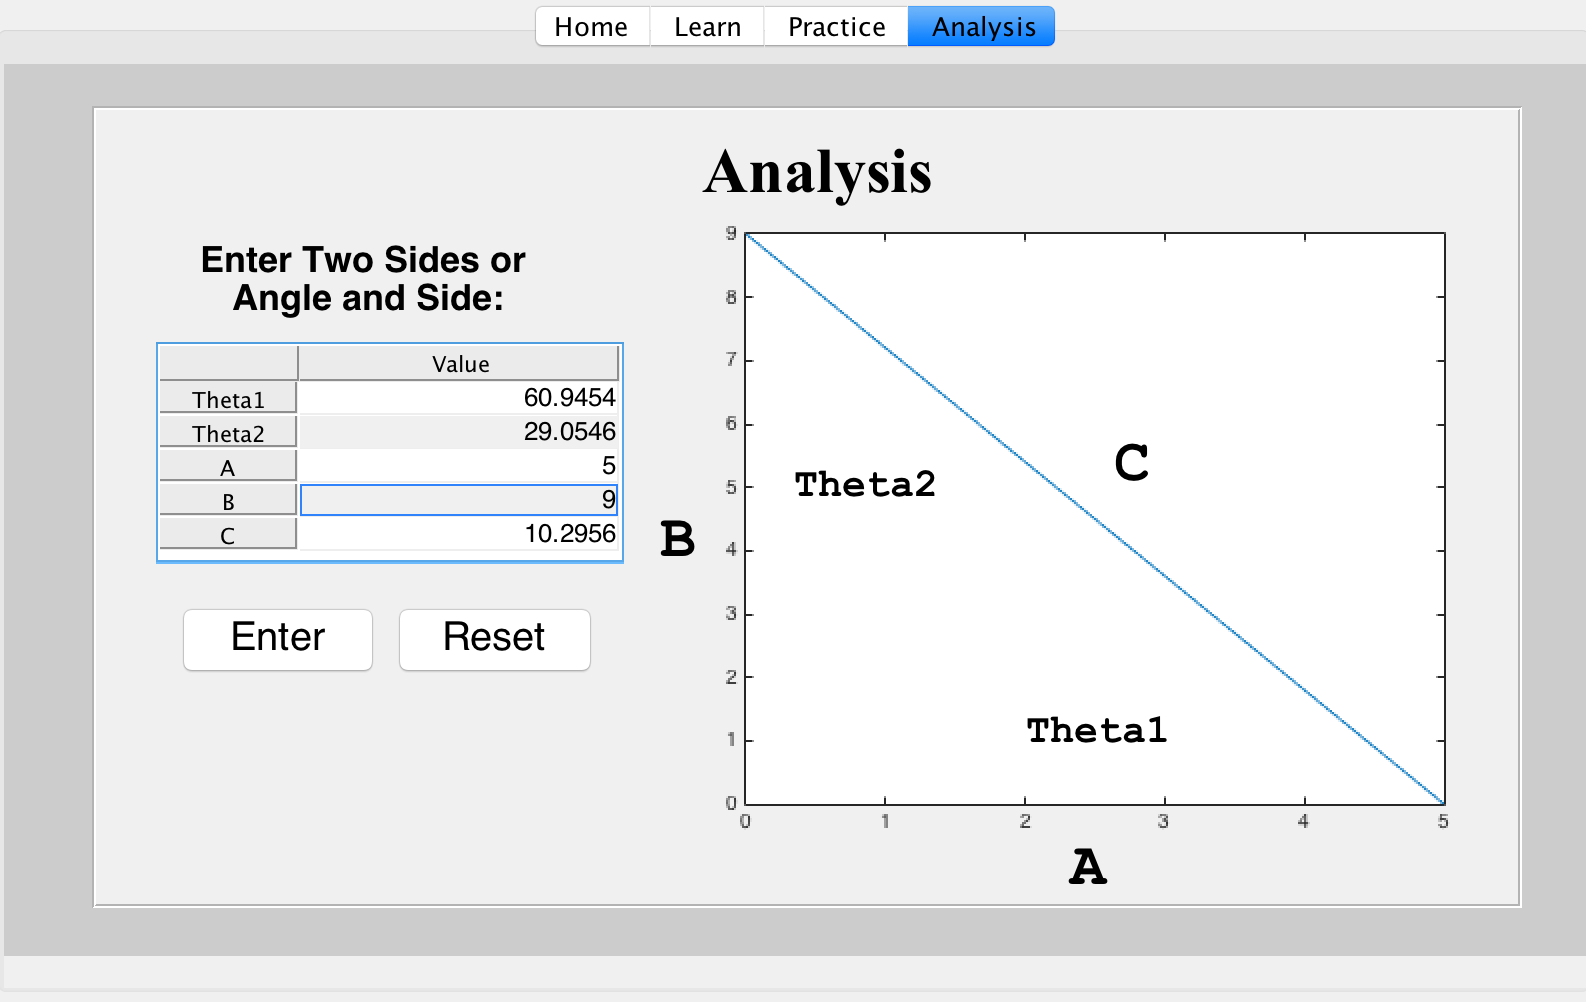 Home Learn Practice Analysis
Analysis
Enter Two Sides or
Angle and Side:
Value
Theta1 60.9454
Theta2 29.0546
A 5
B 9
C 10.2956
Enter Reset
9
8
7
6
5
4
3
2
1
0
0 1 2 3 4 5
C
Theta2
B
Theta1
A